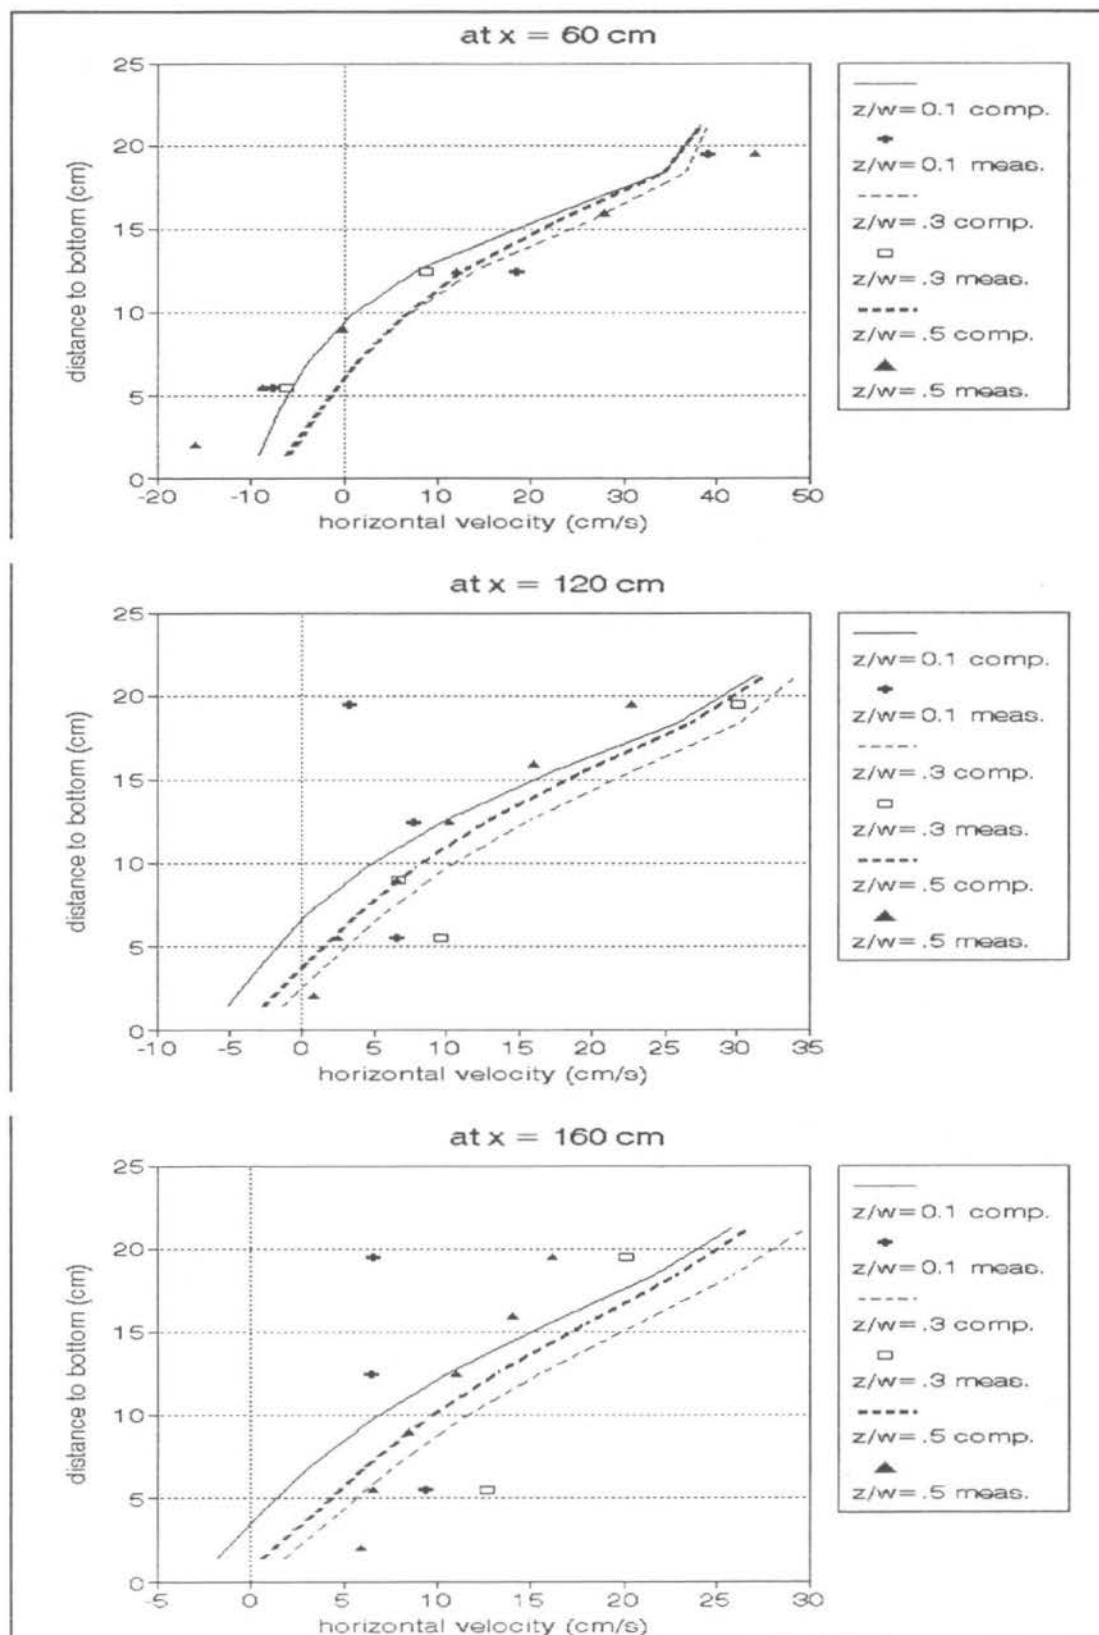 at x = 60 cm
25
20
15
10
5
0
distance to bottom (cm)
-20 -10 0 10 20 30 40 50
horizontal velocity (cm/s)
z/w=0.1 comp.
z/w=0.1 meas.
z/w=.3 comp.
z/w=.3 meas.
z/w=.5 comp.
z/w=.5 meas.
at x = 120 cm
25
20
15
10
5
0
distance to bottom (cm)
-10 -5 0 5 10 15 20 25 30 35
horizontal velocity (cm/s)
z/w=0.1 comp.
z/w=0.1 meas.
z/w=.3 comp.
z/w=.3 meas.
z/w=.5 comp.
z/w=.5 meas.
at x = 160 cm
25
20
15
10
5
0
distance to bottom (cm)
-5 0 5 10 15 20 25 30
horizontal velocity (cm/s)
z/w=0.1 comp.
z/w=0.1 meas.
z/w=.3 comp.
z/w=.3 meas.
z/w=.5 comp.
z/w=.5 meas.